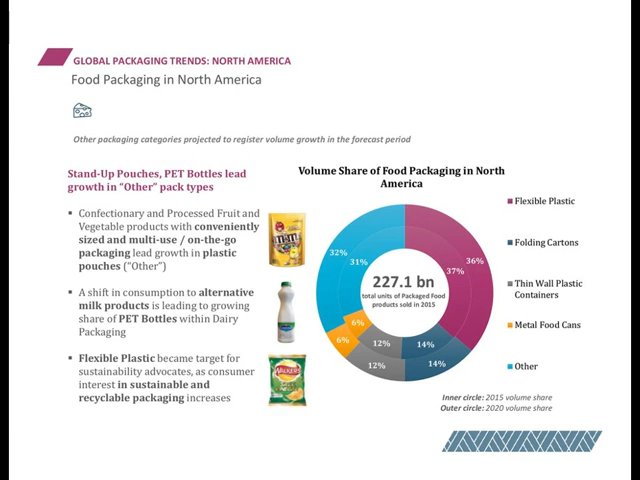 GLOBAL PACKAGING TRENDS: NORTH AMERICA
Food Packaging in North America
Other packaging categories projected to register volume growth in the forecast period
Stand-Up Pouches, PET Bottles lead
growth in "Other" pack types
▪ Confectionary and Processed Fruit and
Vegetable products with conveniently
sized and multi-use / on-the-go
packaging lead growth in plastic
pouches ("Other")
▪ A shift in consumption to alternative
milk products is leading to growing
share of PET Bottles within Dairy
Packaging
▪ Flexible Plastic became target for
sustainability advocates, as consumer
interest in sustainable and
recyclable packaging increases
m&m's
WALKERS
Volume Share of Food Packaging in North
America
32%
31%
36%
37%
227.1 bn
total units of Packaged Food
products sold in 2015
6%
6%
12%
12%
14%
14%
Flexible Plastic
Folding Cartons
Thin Wall Plastic
Containers
Metal Food Cans
Other
Inner circle: 2015 volume share
Outer circle: 2020 volume share